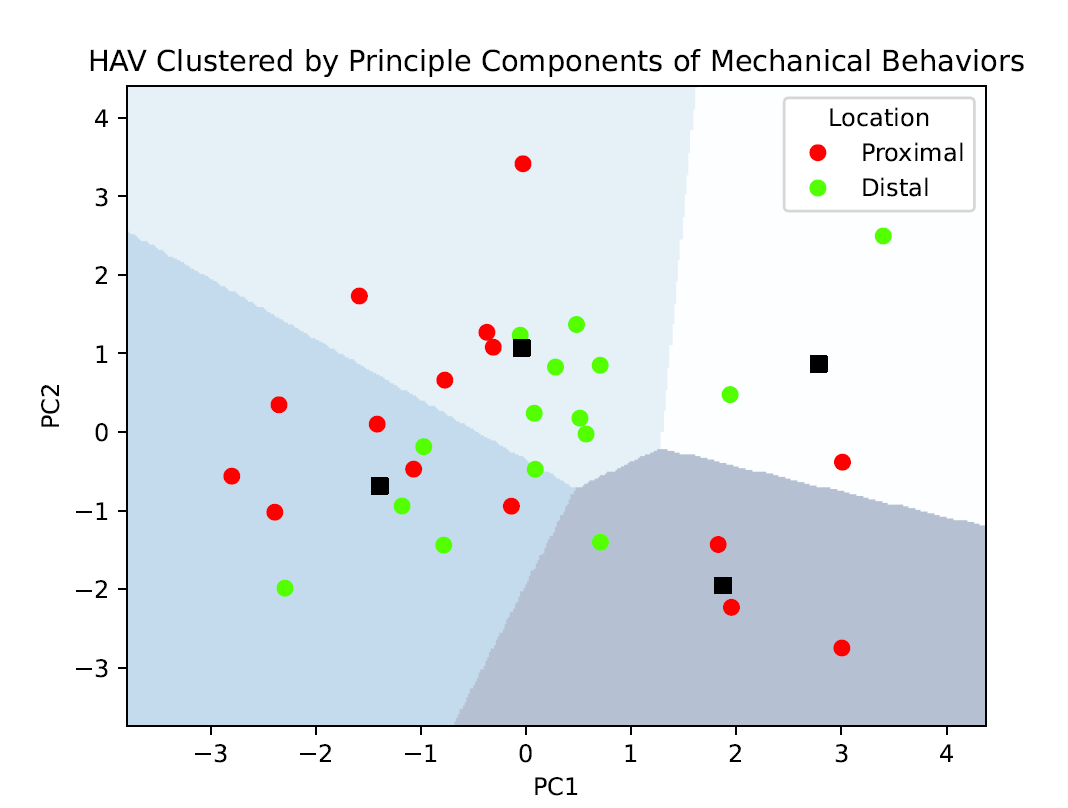 HAV Clustered by Principle Components of Mechanical Behaviors
Location
Proximal
Distal
4
3
2
1
0
−1
−2
−3
PC2
−3 −2 −1 0 1 2 3 4
PC1